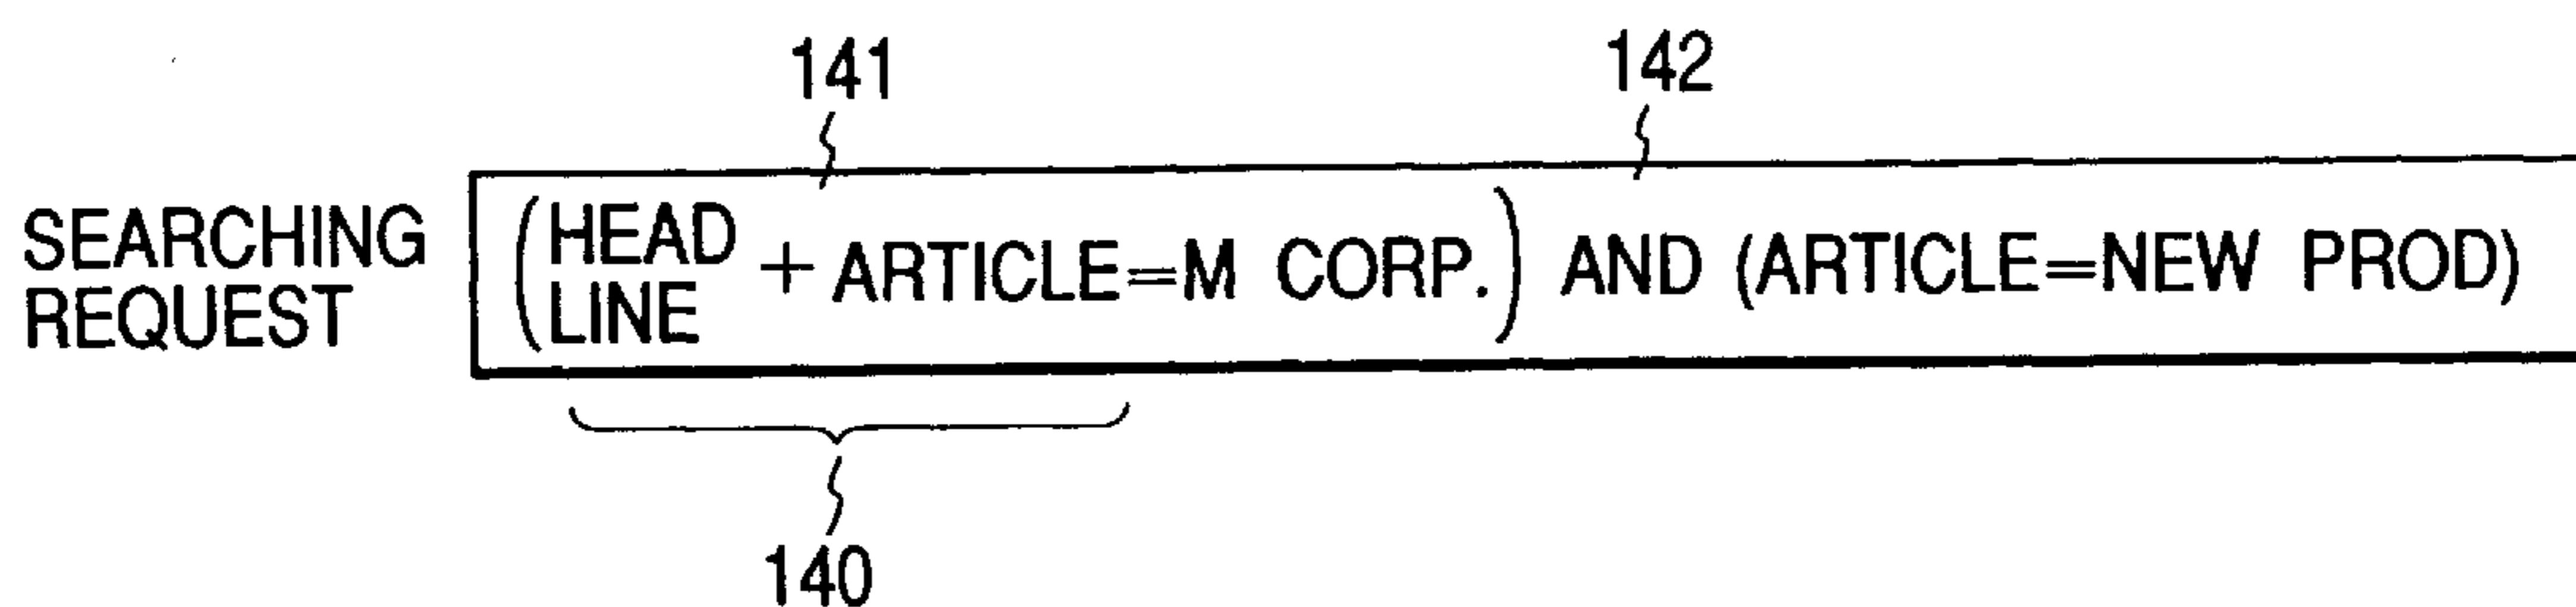 141
142
SEARCHING
REQUEST
(HEAD
LINE + ARTICLE=M CORP.) AND (ARTICLE=NEW PROD)
140